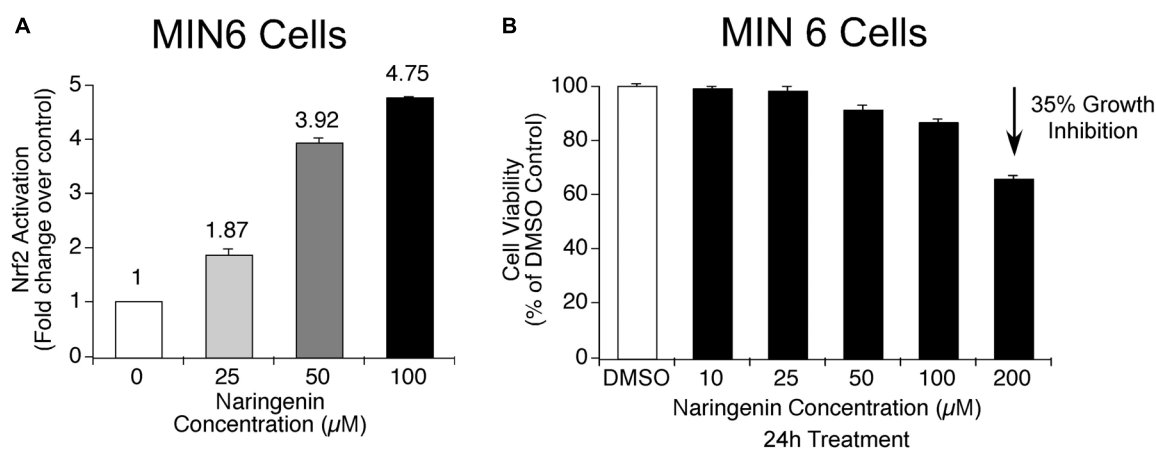 A
MIN6 Cells
Nrf2 Activation
(Fold change over control)
5
4
3
2
1
0
1
1.87
3.92
4.75
0 25 50 100
Naringenin
Concentration (µM)
B
MIN 6 Cells
Cell Viability
(% of DMSO Control)
100
80
60
40
20
0
35% Growth
Inhibition
DMSO 10 25 50 100 200
Naringenin Concentration (µM)
24h Treatment